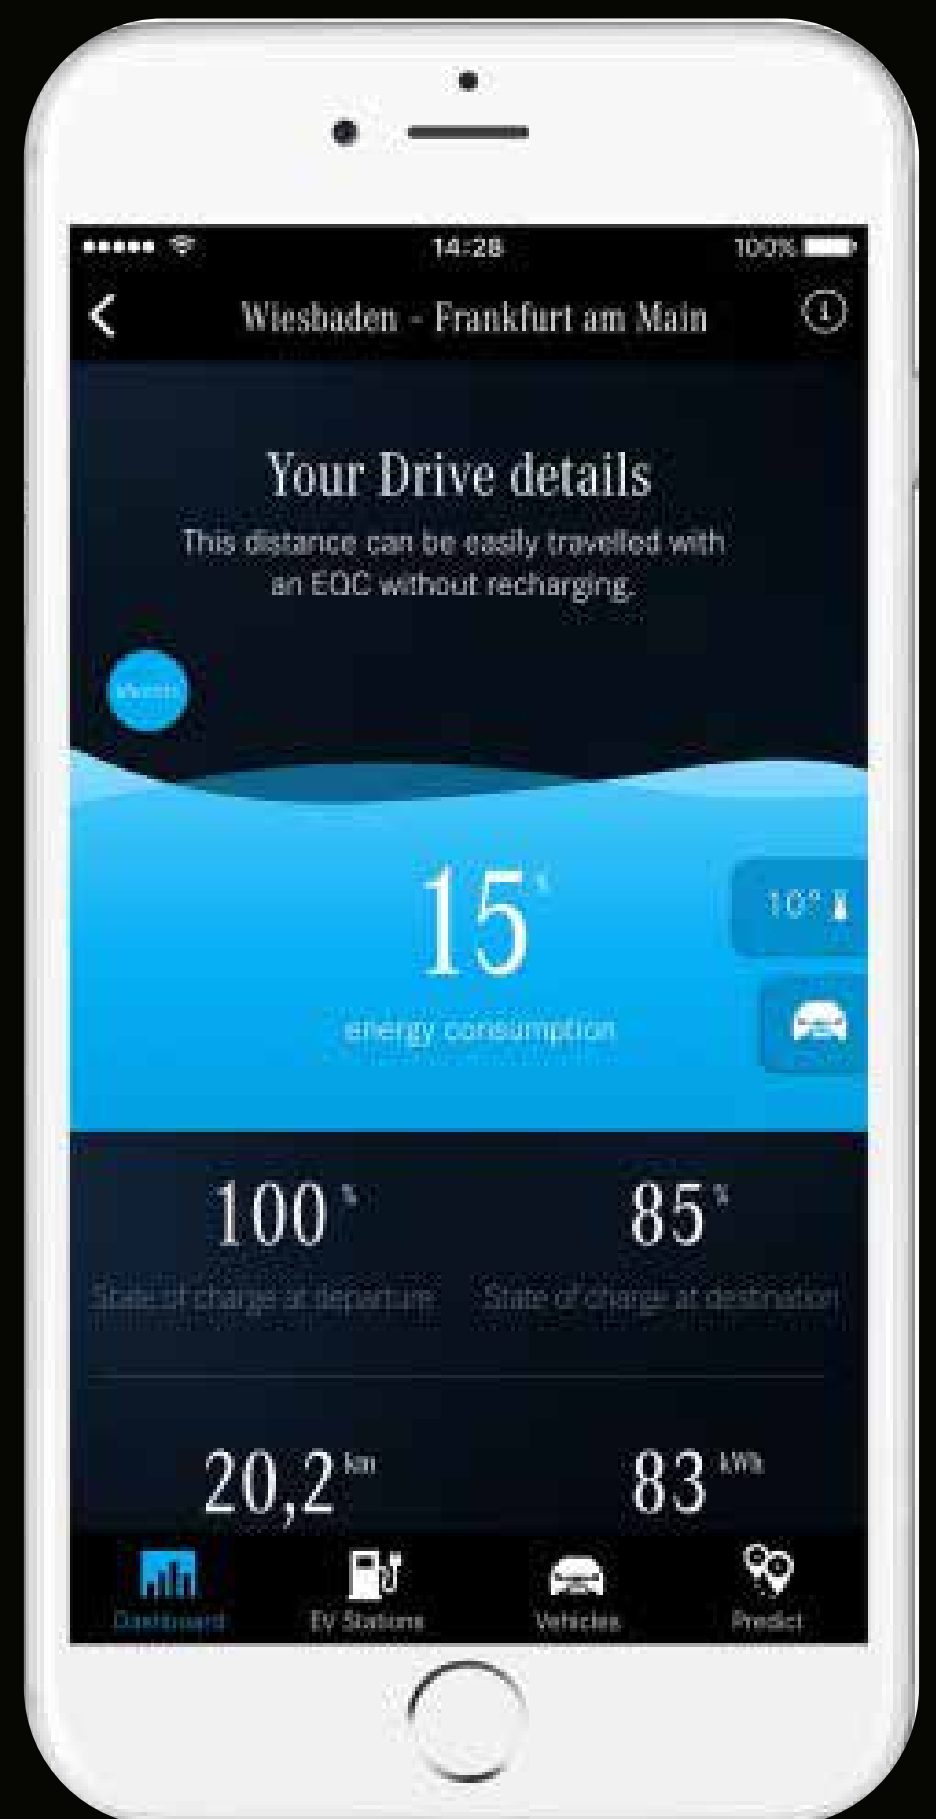 14:28
100%
Wiesbaden - Frankfurt am Main
i
Your Drive details
This distance can be easily travelled with
an EQC without recharging.
15 %
10°
energy consumption
100 % 85 %
State of charge at departure State of charge at destination
20,2 km 83 kWh
Dashboard EV Stations Vehicles Predict